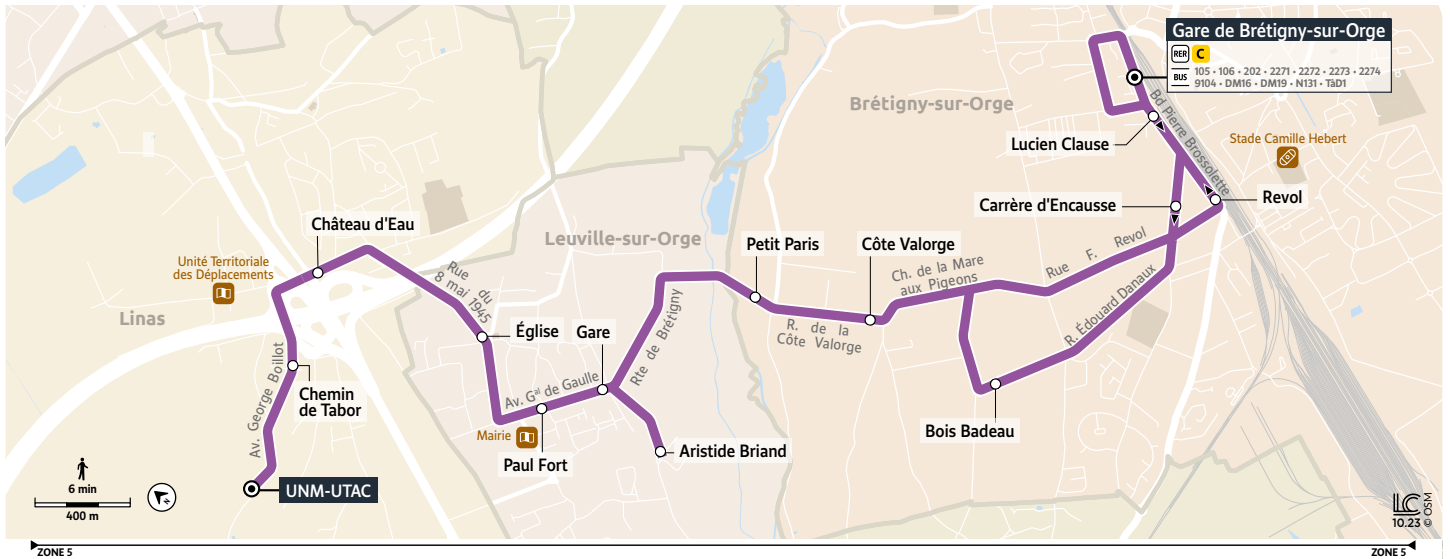 Gare de Brétigny-sur-Orge
RER C
BUS 105 • 106 • 202 • 2271 • 2272 • 2273 • 2274
9104 • DM16 • DM19 • N131 • TàD1
Brétigny-sur-Orge
Bd Pierre Brossolette
Lucien Clause
Stade Camille Hebert
Carrère d'Encausse
Revol
Château d'Eau
Leuville-sur-Orge
Petit Paris
Côte Valorge
Unité Territoriale
des Déplacements
Rue du
8 mai 1945
Ch. de la Mare
aux Pigeons
Rue F. Revol
Linas
Église
Gare
Rte de Brétigny
R. de la
Côte Valorge
R. Édouard Danaux
Av. George Boillot
Chemin
de Tabor
Av. Gal de Gaulle
Mairie
Paul Fort
Aristide Briand
Bois Badeau
UNM-UTAC
6 min
400 m
N
LC
10.23 © OSM
ZONE 5
ZONE 5